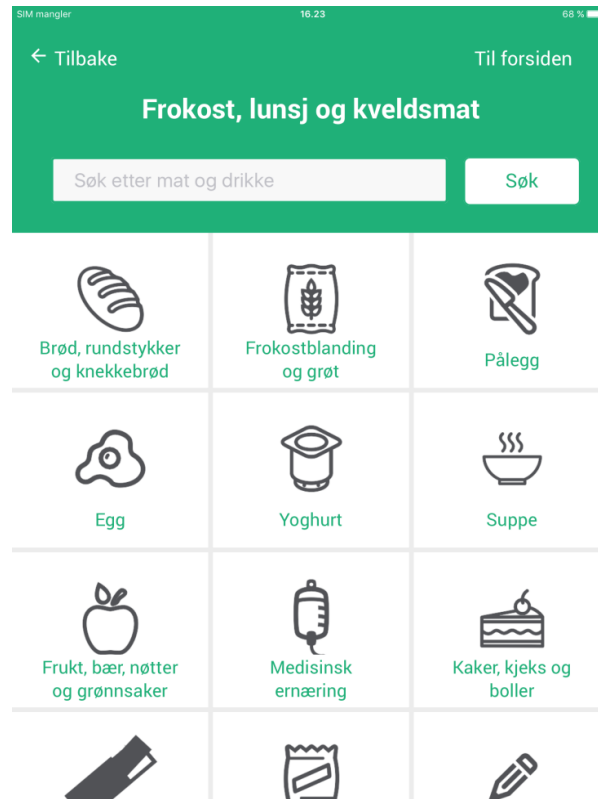 SIM mangler 16.23 68 %
← Tilbake Til forsiden
Frokost, lunsj og kveldsmat
Søk etter mat og drikke Søk
Brød, rundstykker
og knekkebrød
Frokostblanding
og grøt
Pålegg
Egg
Yoghurt
Suppe
Frukt, bær, nøtter
og grønnsaker
Medisinsk
ernæring
Kaker, kjeks og
boller